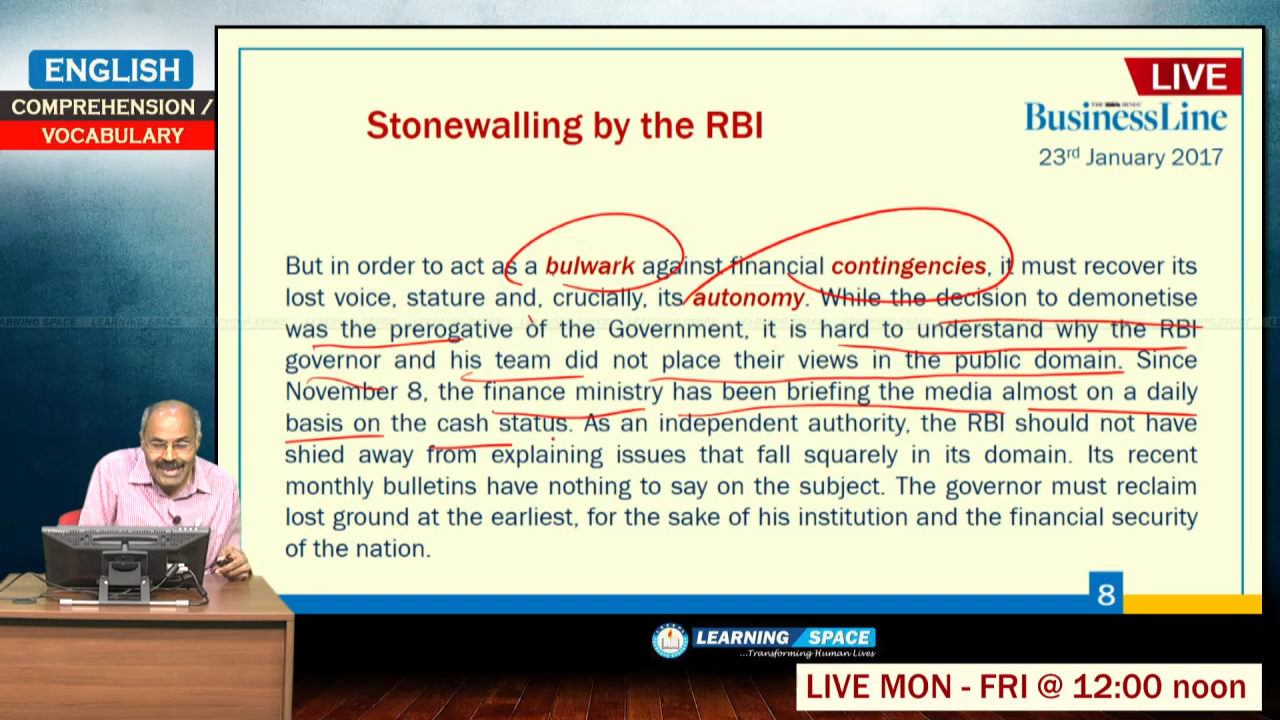 ENGLISH
COMPREHENSION /
VOCABULARY
Stonewalling by the RBI
LIVE
THE HINDU
BusinessLine
23rd January 2017
But in order to act as a bulwark against financial contingencies, it must recover its
lost voice, stature and, crucially, its autonomy. While the decision to demonetise
was the prerogative of the Government, it is hard to understand why the RBI
governor and his team did not place their views in the public domain. Since
November 8, the finance ministry has been briefing the media almost on a daily
basis on the cash status. As an independent authority, the RBI should not have
shied away from explaining issues that fall squarely in its domain. Its recent
monthly bulletins have nothing to say on the subject. The governor must reclaim
lost ground at the earliest, for the sake of his institution and the financial security
of the nation.
8
LEARNING SPACE
...Transforming Human Lives
LIVE MON - FRI @ 12:00 noon